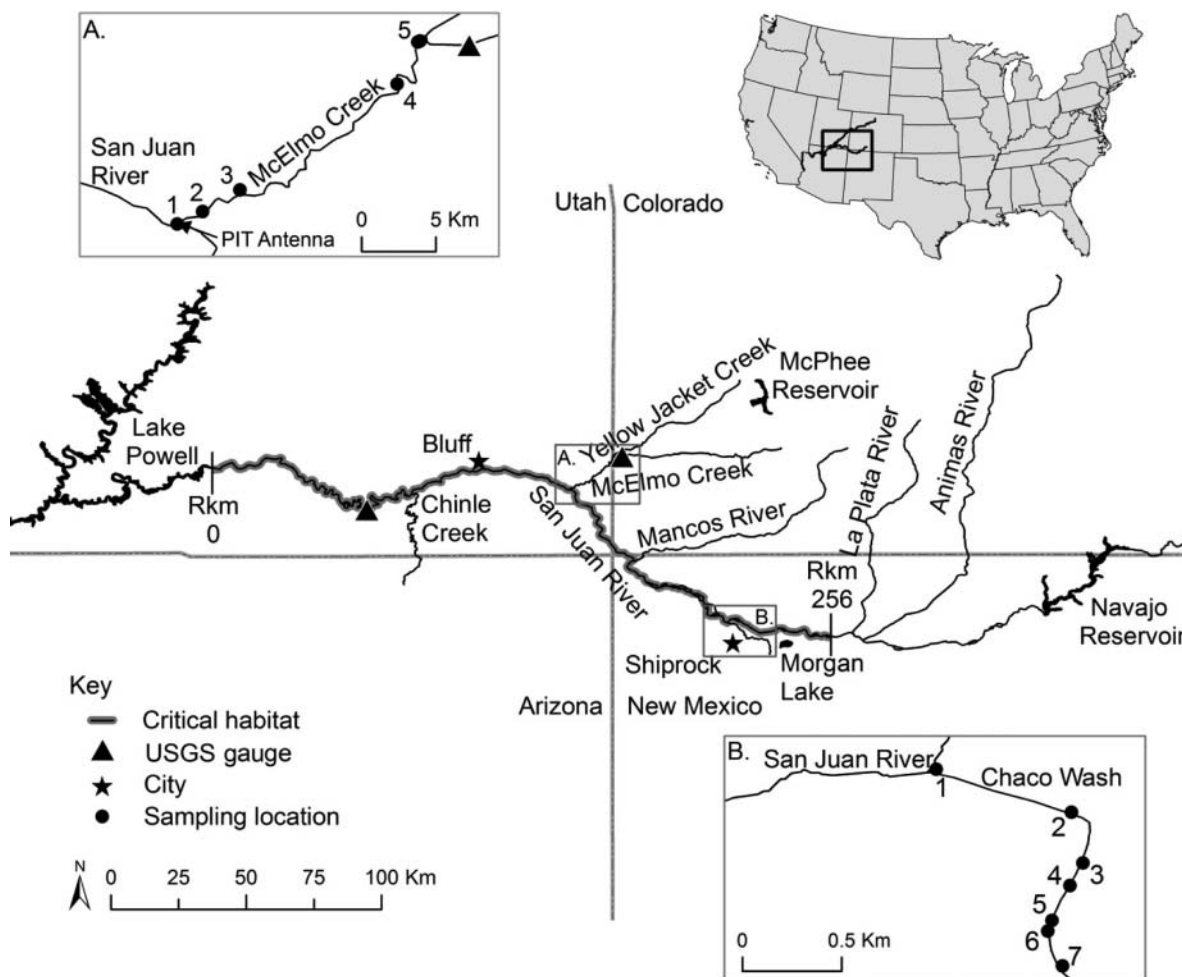 A.
5
4
McElmo Creek
San Juan
River
3
2
1
PIT Antenna
0 5 Km
Utah Colorado
Yellow Jacket Creek
McPhee
Reservoir
Lake
Powell
Bluff
A.
McElmo Creek
La Plata River
Animas River
Rkm
0
Chinle
Creek
San Juan River
Mancos River
Rkm
256
B.
Navajo
Reservoir
Shiprock
Morgan
Lake
Arizona New Mexico
Key
Critical habitat
USGS gauge
City
Sampling location
N
0 25 50 75 100 Km
B.
San Juan River
Chaco Wash
1
2
3
4
5
6
7
0 0.5 Km